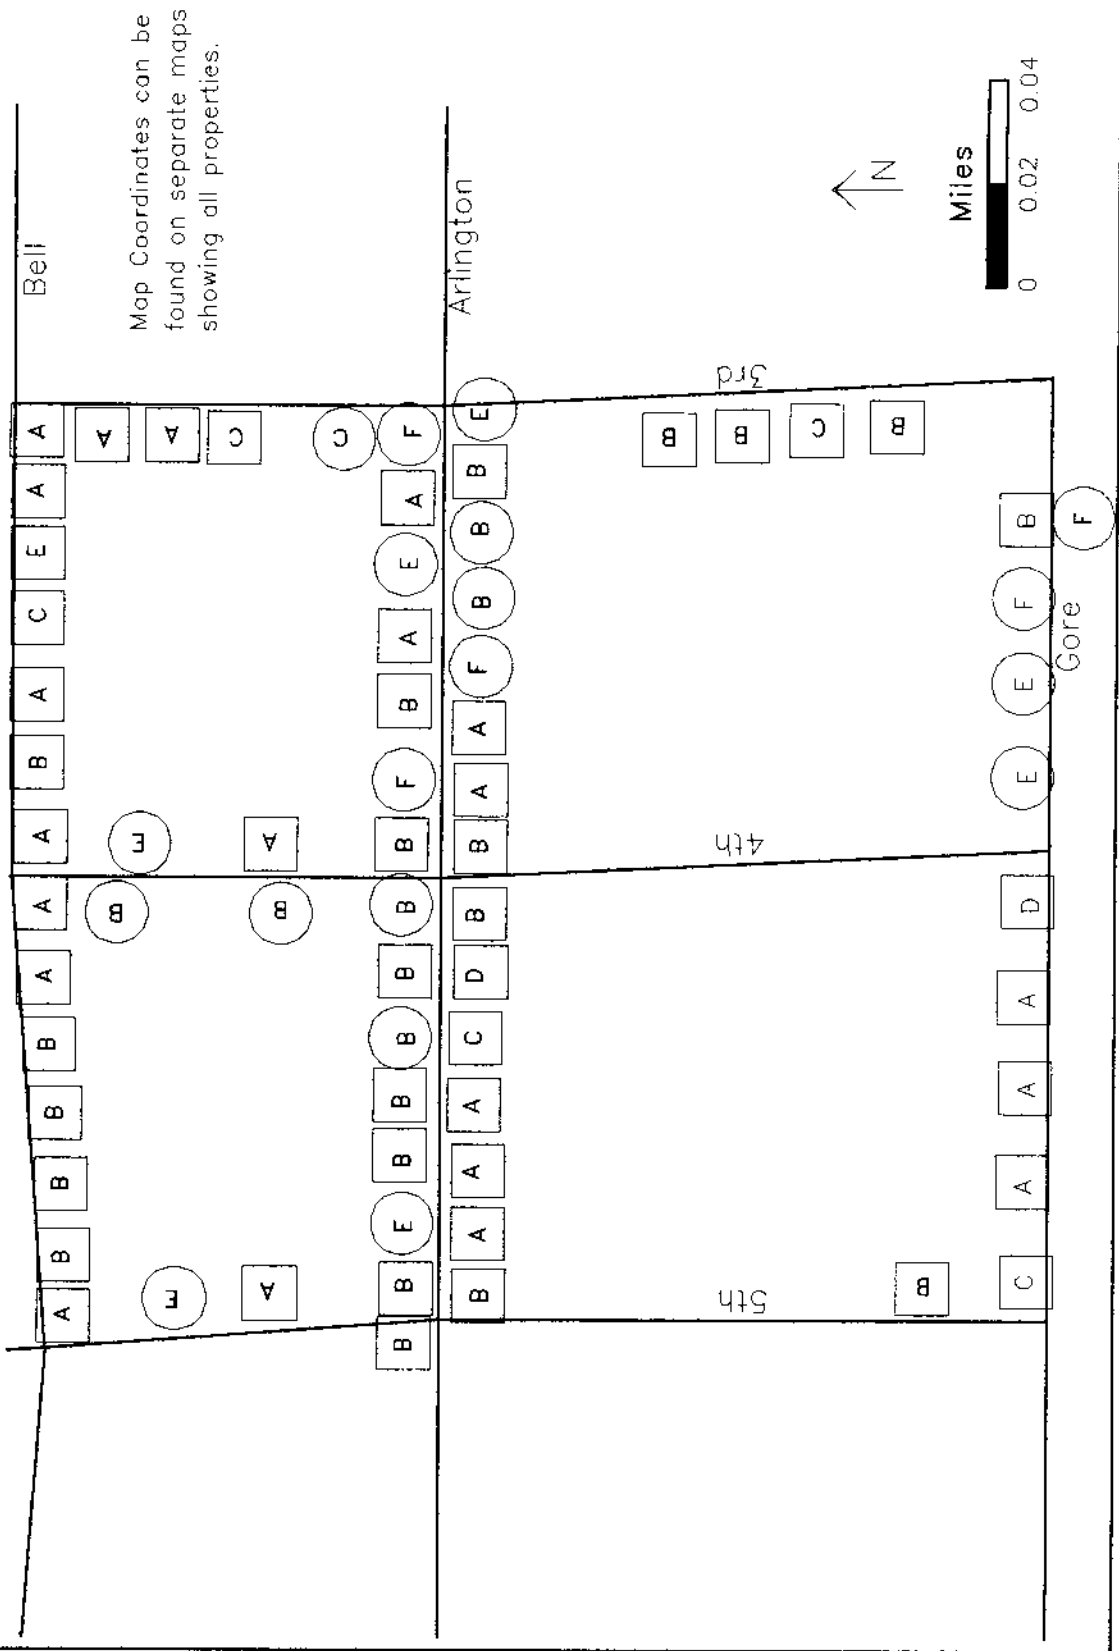 Bell
A B B B B A A A B A C E A A
Map Coordinates can be
found on separate maps
showing all properties.
E A
B B
E A
A A C C
B B E B B B B B B F B A E A F
Arlington
B A A A C D B B A A F B B B E
5th
4th
3rd
B
B B C B
N
C A A A D E E F B
Gore
F
Miles
0 0.02 0.04